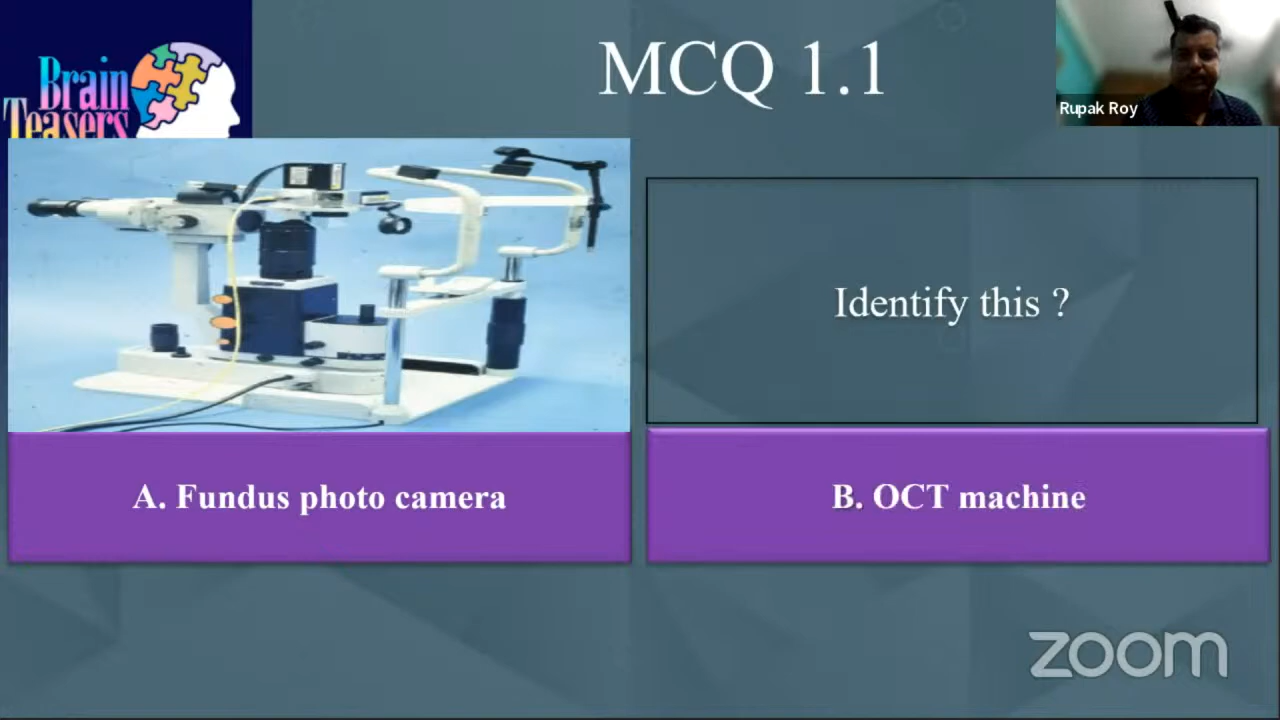 Brain
Teasers
MCQ 1.1
Rupak Roy
Identify this ?
A. Fundus photo camera
B. OCT machine
zoom